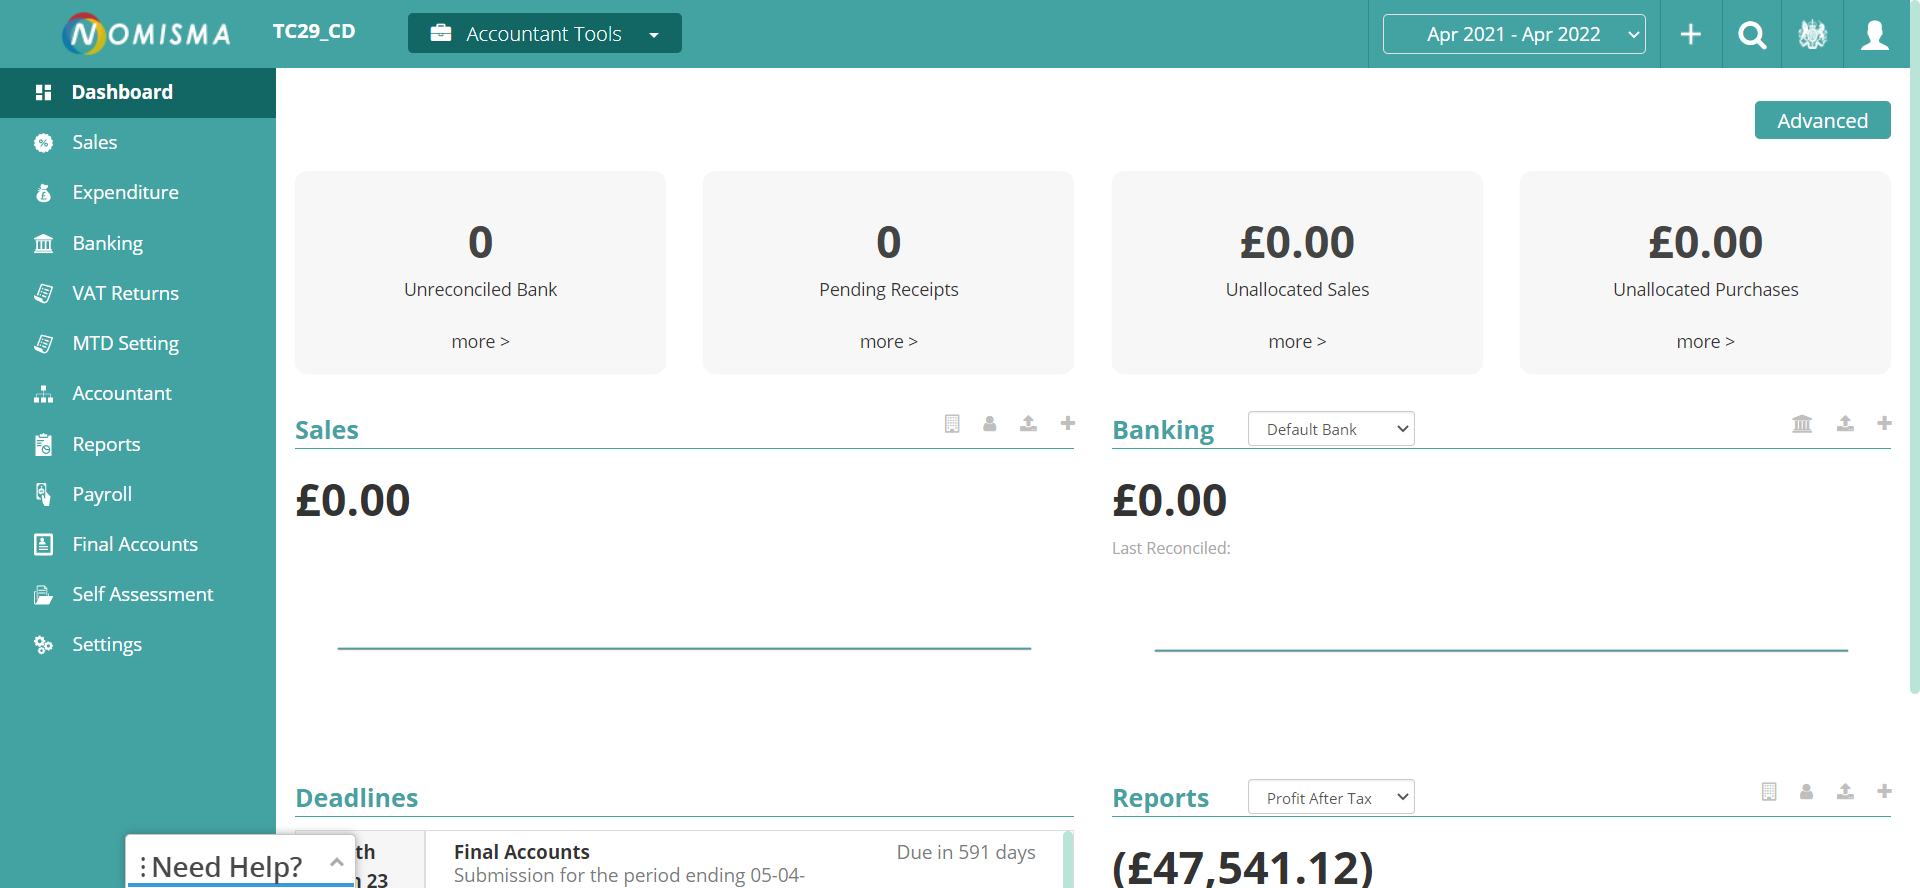 NOMISMA
TC29_CD
Accountant Tools
Apr 2021 - Apr 2022
Dashboard
Sales
Expenditure
Banking
VAT Returns
MTD Setting
Accountant
Reports
Payroll
Final Accounts
Self Assessment
Settings
Advanced
0
Unreconciled Bank
more >
0
Pending Receipts
more >
£0.00
Unallocated Sales
more >
£0.00
Unallocated Purchases
more >
Sales
£0.00
Banking
Default Bank
£0.00
Last Reconciled:
Deadlines
th
23
Final Accounts
Due in 591 days
Submission for the period ending 05-04-
Reports
Profit After Tax
(£47,541.12)
Need Help?